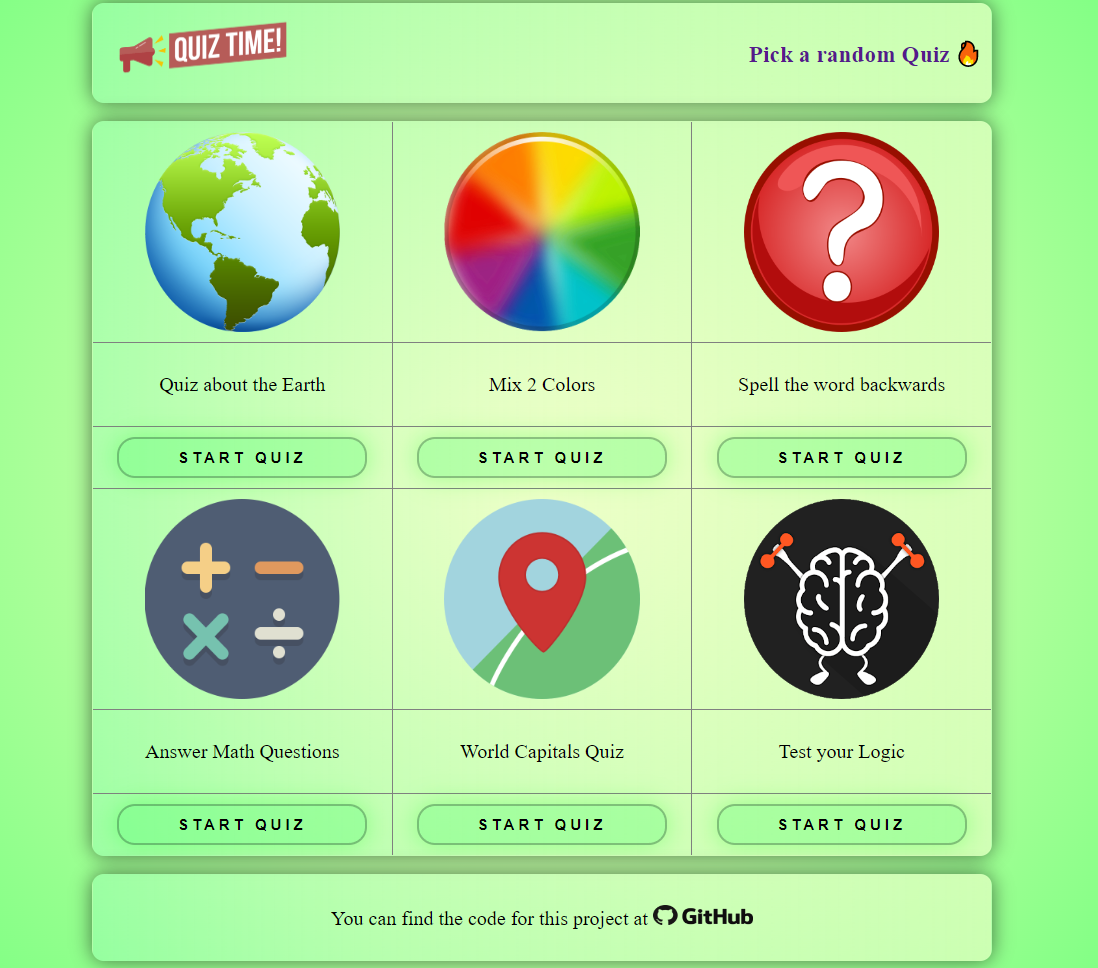 QUIZ TIME!
Pick a random Quiz
Quiz about the Earth
Mix 2 Colors
Spell the word backwards
START QUIZ
START QUIZ
START QUIZ
Answer Math Questions
World Capitals Quiz
Test your Logic
START QUIZ
START QUIZ
START QUIZ
You can find the code for this project at GitHub